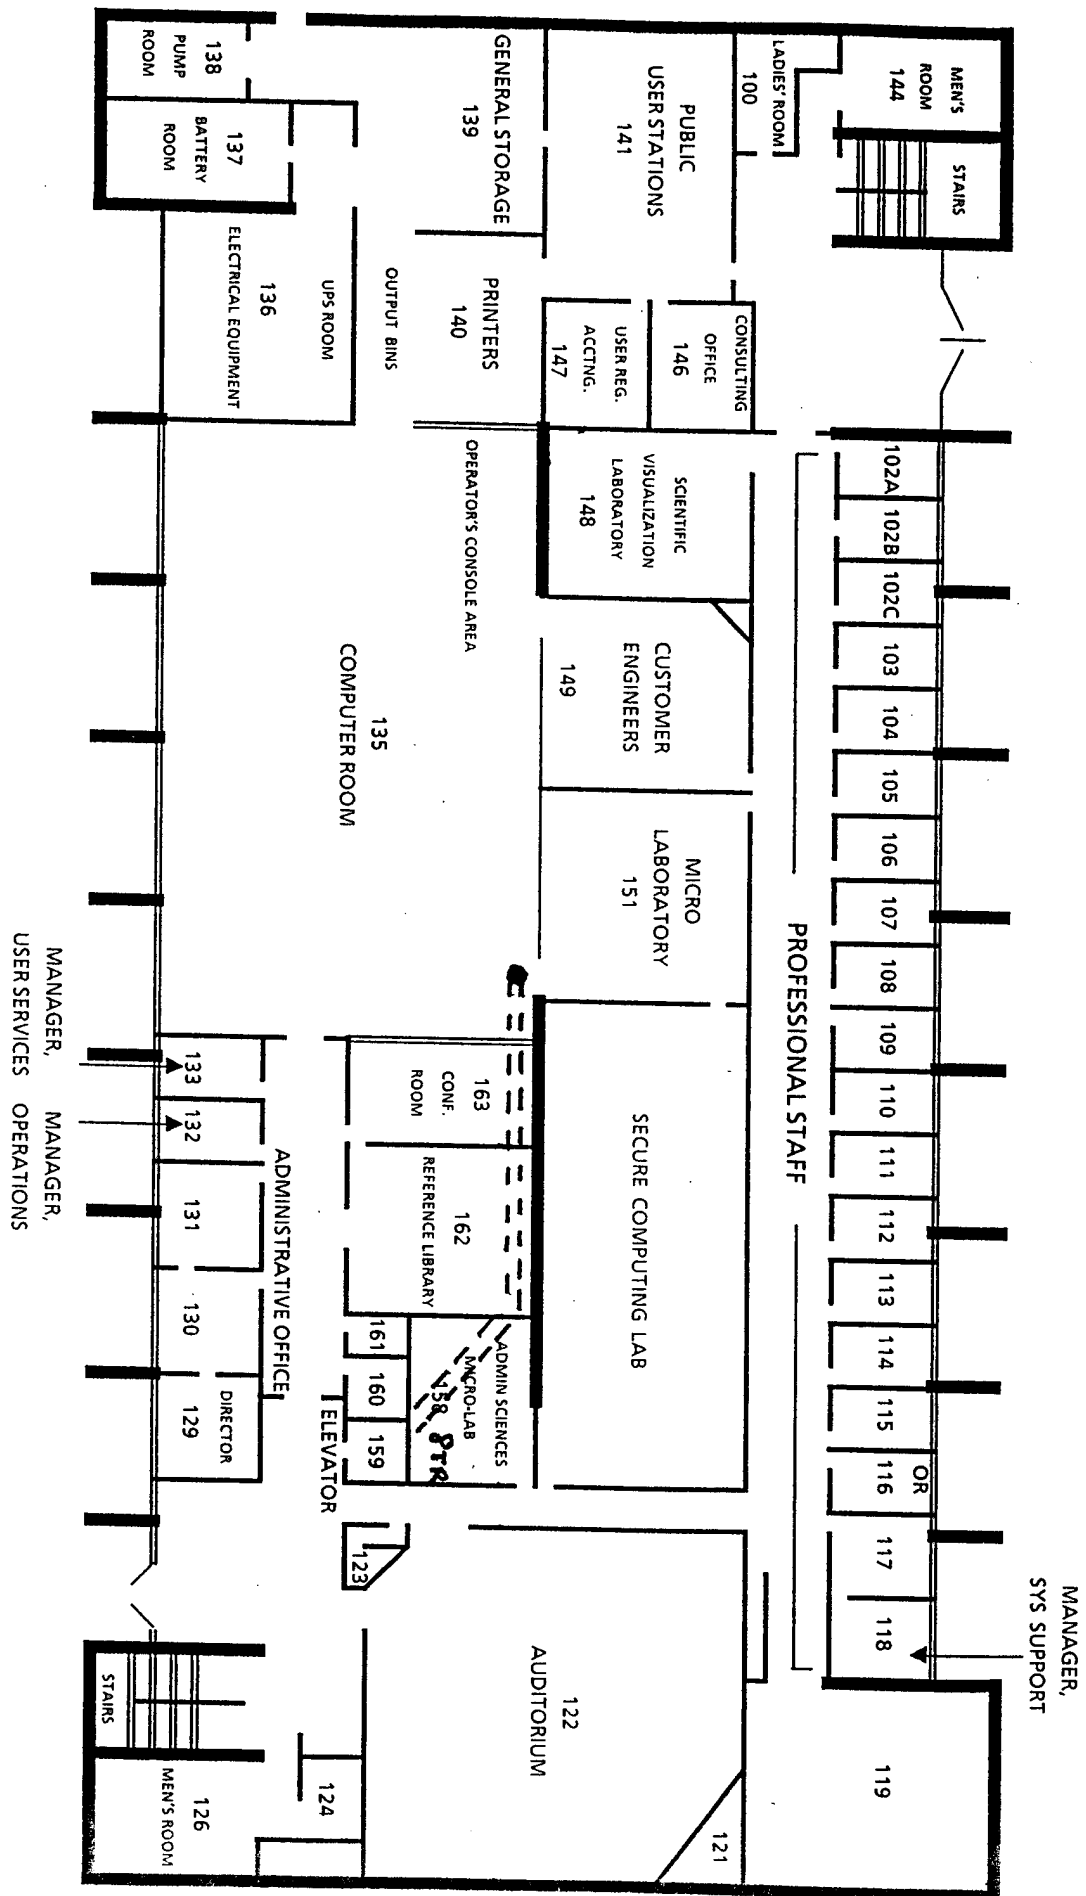 MEN'S
ROOM
144
STAIRS
LADIES' ROOM
100
PUBLIC
USER STATIONS
141
GENERAL STORAGE
139
138
PUMP
ROOM
137
BATTERY
ROOM
CONSULTING
OFFICE
146
USER REG.
ACCTNG.
147
PRINTERS
140
OUTPUT BINS
UPS ROOM
136
ELECTRICAL EQUIPMENT
102A
102B
102C
103
104
105
106
107
108
109
110
111
112
113
114
115
OR
116
117
118
MANAGER,
SYS SUPPORT
119
PROFESSIONAL STAFF
SCIENTIFIC
VISUALIZATION
LABORATORY
148
OPERATOR'S CONSOLE AREA
CUSTOMER
ENGINEERS
149
MICRO
LABORATORY
151
SECURE COMPUTING LAB
135
COMPUTER ROOM
163
CONF.
ROOM
162
REFERENCE LIBRARY
ADMIN SCIENCES
MICRO-LAB
158
PTR
161
160
159
ELEVATOR
ADMINISTRATIVE OFFICE
133
132
131
130
DIRECTOR
129
MANAGER,
USER SERVICES
MANAGER,
OPERATIONS
123
122
AUDITORIUM
121
124
STAIRS
126
MEN'S ROOM